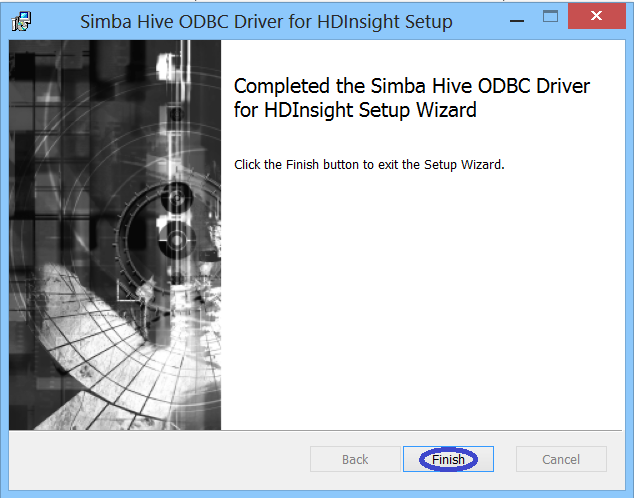 Simba Hive ODBC Driver for HDInsight Setup
Completed the Simba Hive ODBC Driver
for HDInsight Setup Wizard
Click the Finish button to exit the Setup Wizard.
Back Finish Cancel